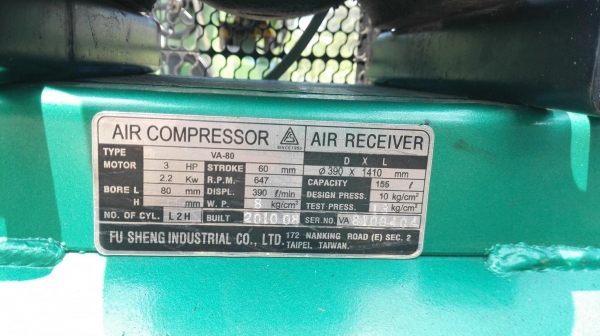 AIR COMPRESSOR SINCE 1953 AIR RECEIVER
TYPE VA-80 D X L
MOTOR 3 HP STROKE 60 mm φ 390 X 1410 mm
2.2 Kw R.P.M. 647 CAPACITY 155 ℓ
BORE L 80 mm DISPL. 390 ℓ/min DESIGN PRESS. 10 kg/cm²
H mm W.P. 8 kg/cm² TEST PRESS. kg/cm²
NO. OF CYL. L2H BUILT 2010.08 SER.NO. VA
FU SHENG INDUSTRIAL CO., LTD. 172 NANKING ROAD (E) SEC. 2
TAIPEI, TAIWAN.